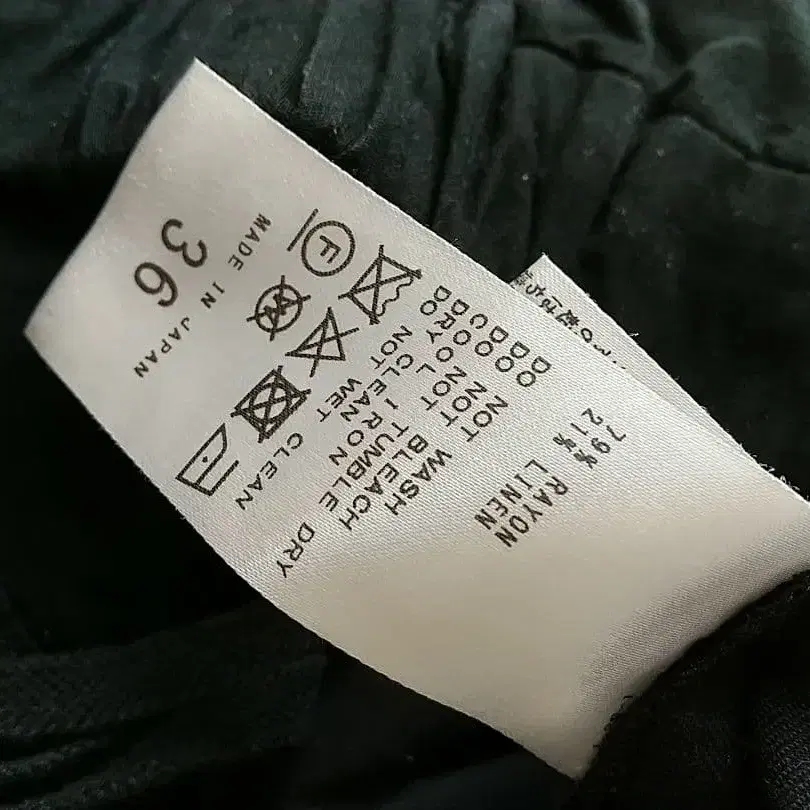 79% RAYON
21% LINEN
DO NOT WASH
DO NOT BLEACH
DO NOT TUMBLE DRY
COOL IRON
DRY CLEAN
DO NOT WET CLEAN
F
W
MADE IN JAPAN
36